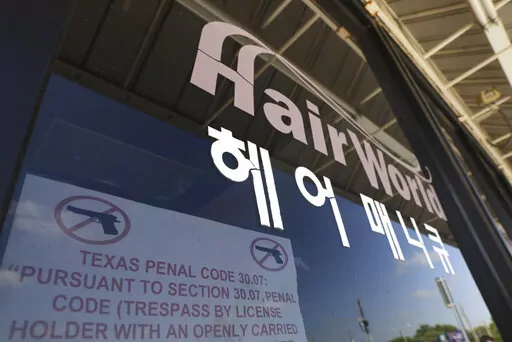 HairWorld
헤어 매니큐
TEXAS PENAL CODE 30.07:
"PURSUANT TO SECTION 30.07, PENAL
CODE (TRESPASS BY LICENSE
HOLDER WITH AN OPENLY CARRIED